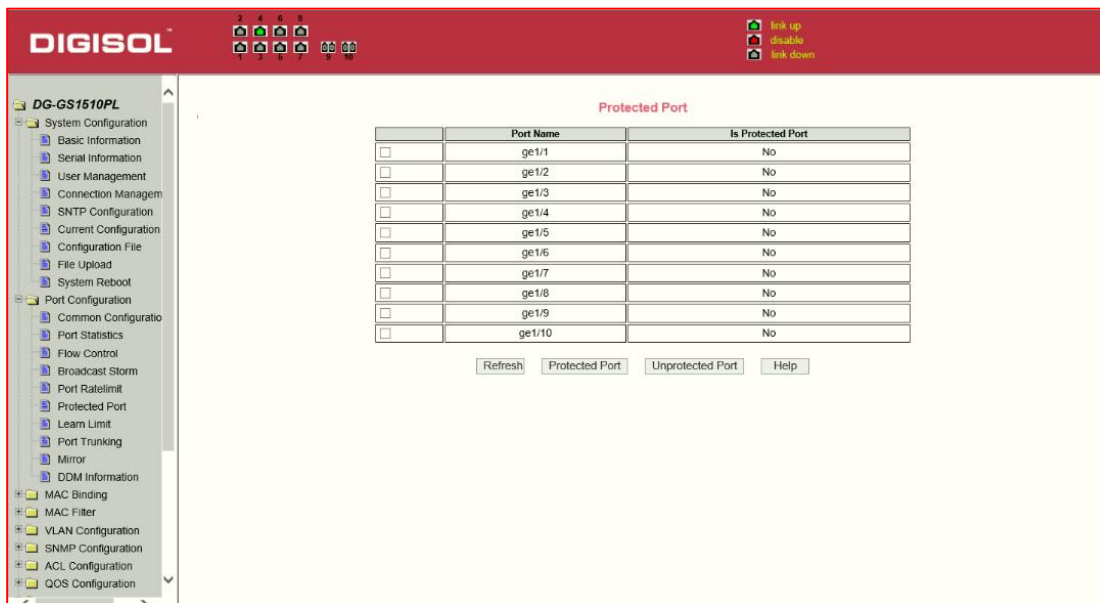 DIGISOL
2 4 6 8
1 3 5 7 9 10
link up
disable
link down
DG-GS1510PL
System Configuration
Basic Information
Serial Information
User Management
Connection Managem
SNTP Configuration
Current Configuration
Configuration File
File Upload
System Reboot
Port Configuration
Common Configuratio
Port Statistics
Flow Control
Broadcast Storm
Port Ratelimit
Protected Port
Learn Limit
Port Trunking
Mirror
DDM Information
MAC Binding
MAC Filter
VLAN Configuration
SNMP Configuration
ACL Configuration
QOS Configuration
Protected Port
Port Name Is Protected Port
ge1/1 No
ge1/2 No
ge1/3 No
ge1/4 No
ge1/5 No
ge1/6 No
ge1/7 No
ge1/8 No
ge1/9 No
ge1/10 No
Refresh Protected Port Unprotected Port Help